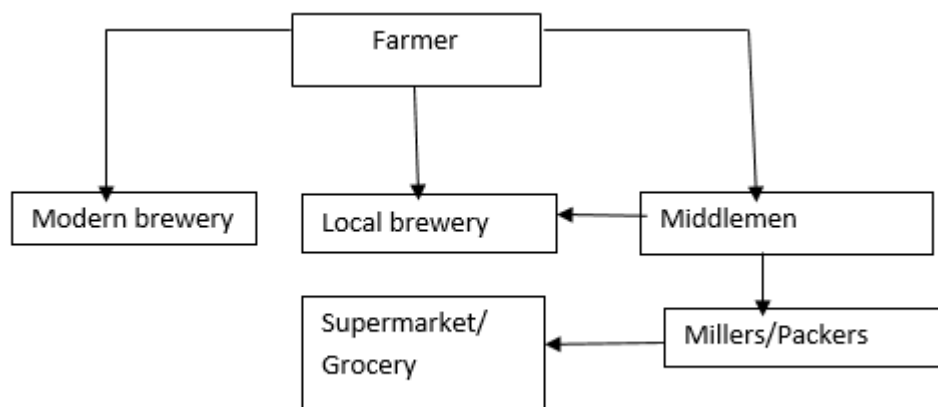 Farmer
Modern brewery
Local brewery
Middlemen
Supermarket/
Grocery
Millers/Packers